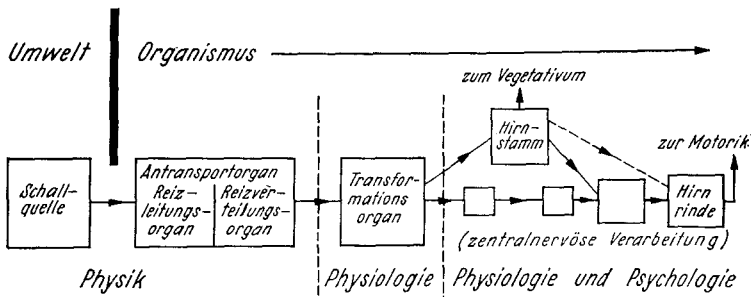 Umwelt
Organismus
zum Vegetativum
Hirn-
stamm
zur Motorik
Schall-
quelle
Antransportorgan
Reiz-
leitungs-
organ
Reizver-
teilungs-
organ
Transfor-
mations
organ
Hirn
rinde
(zentralnervöse Verarbeitung)
Physik
Physiologie
Physiologie und Psychologie